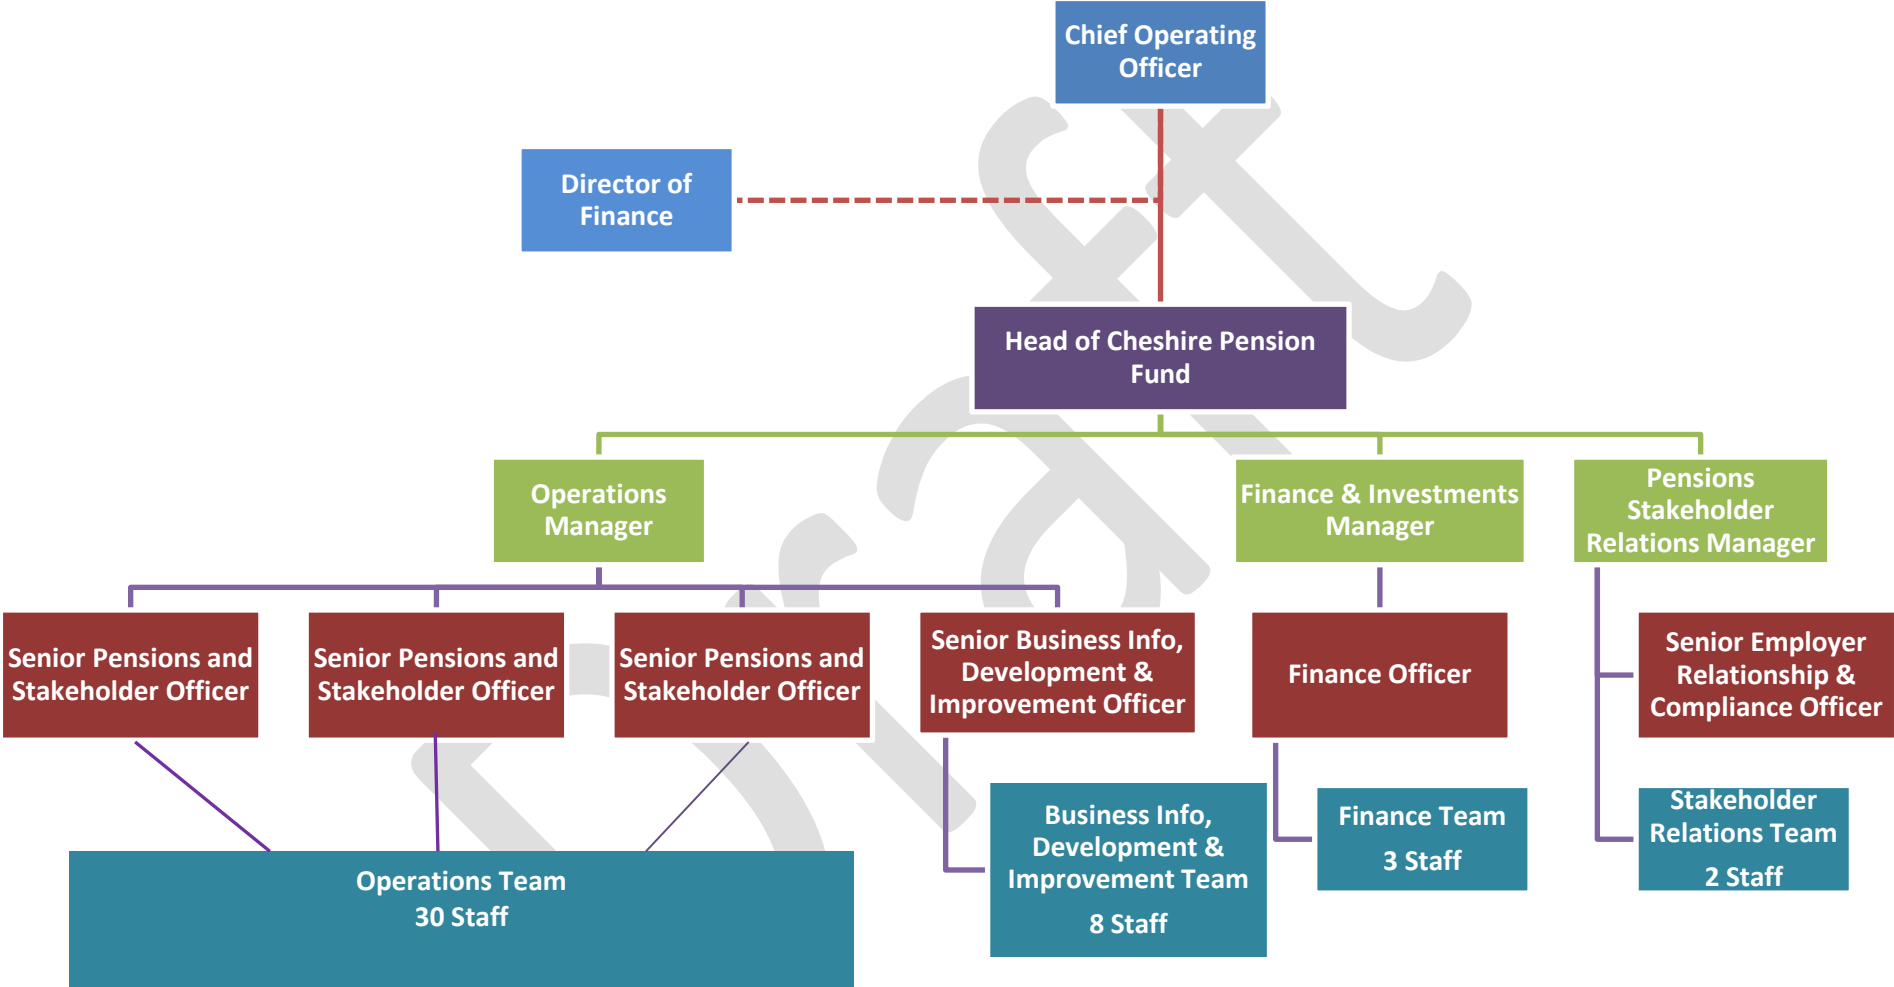 Chief Operating
Officer
Director of
Finance
Head of Cheshire Pension
Fund
Operations
Manager
Finance & Investments
Manager
Pensions
Stakeholder
Relations Manager
Senior Pensions and
Stakeholder Officer
Senior Pensions and
Stakeholder Officer
Senior Pensions and
Stakeholder Officer
Senior Business Info,
Development &
Improvement Officer
Finance Officer
Senior Employer
Relationship &
Compliance Officer
Operations Team
30 Staff
Business Info,
Development &
Improvement Team
8 Staff
Finance Team
3 Staff
Stakeholder
Relations Team
2 Staff
Draft